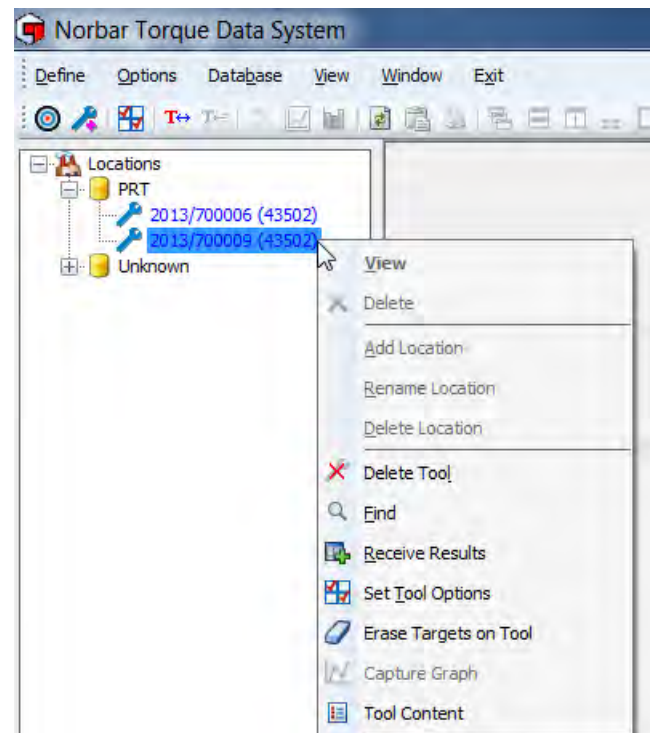 Norbar Torque Data System
Define Options Database View Window Exit
T↔ T←
Locations
PRT
2013/700006 (43502)
2013/700009 (43502)
Unknown
View
Delete
Add Location
Rename Location
Delete Location
Delete Tool
Find
Receive Results
Set Tool Options
Erase Targets on Tool
Capture Graph
Tool Content